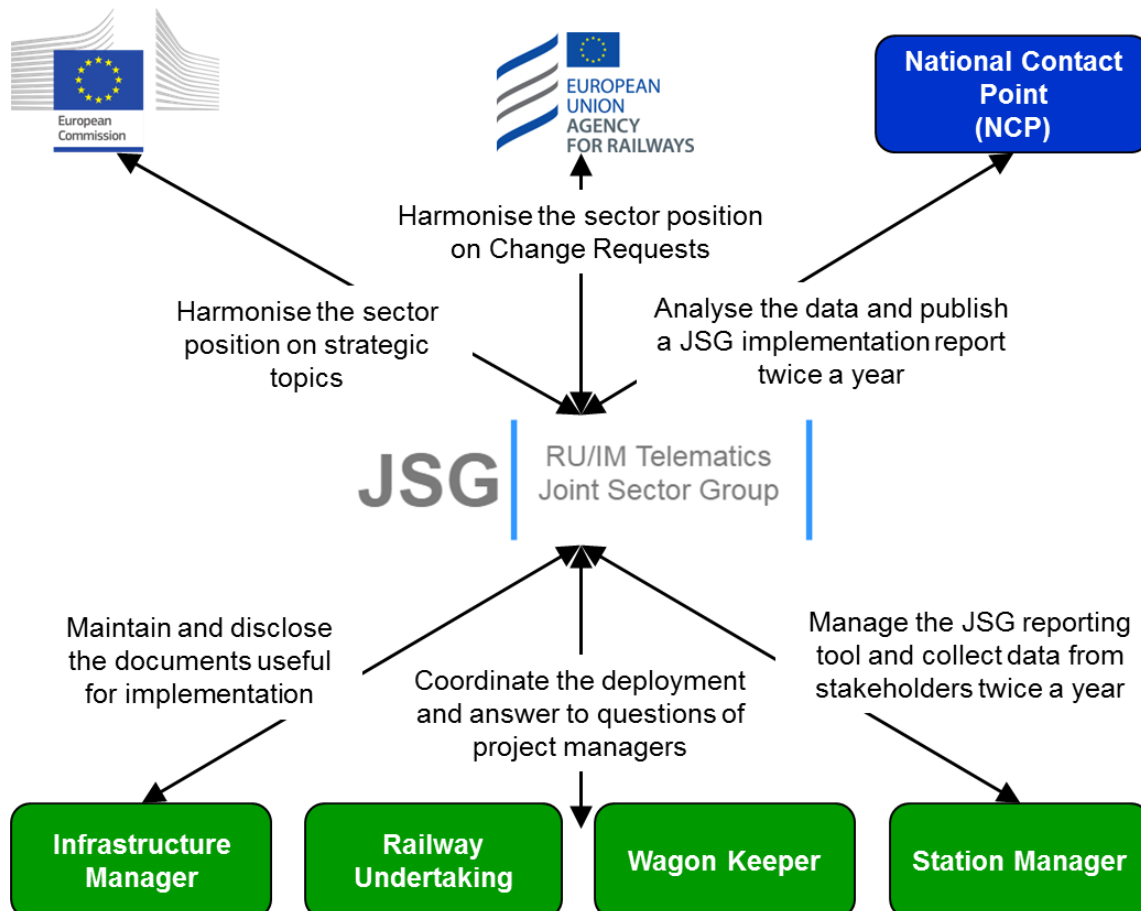 European
Commission
EUROPEAN
UNION
AGENCY
FOR RAILWAYS
National Contact
Point
(NCP)
Harmonise the sector position
on Change Requests
Harmonise the sector
position on strategic
topics
Analyse the data and publish
a JSG implementation report
twice a year
JSG
RU/IM Telematics
Joint Sector Group
Maintain and disclose
the documents useful
for implementation
Coordinate the deployment
and answer to questions of
project managers
Manage the JSG reporting
tool and collect data from
stakeholders twice a year
Infrastructure
Manager
Railway
Undertaking
Wagon Keeper
Station Manager